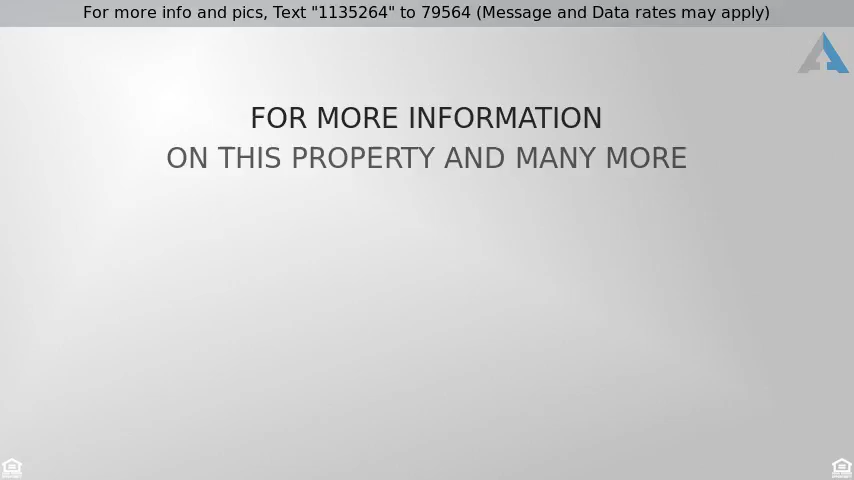 For more info and pics, Text "1135264" to 79564 (Message and Data rates may apply)
FOR MORE INFORMATION
ON THIS PROPERTY AND MANY MORE